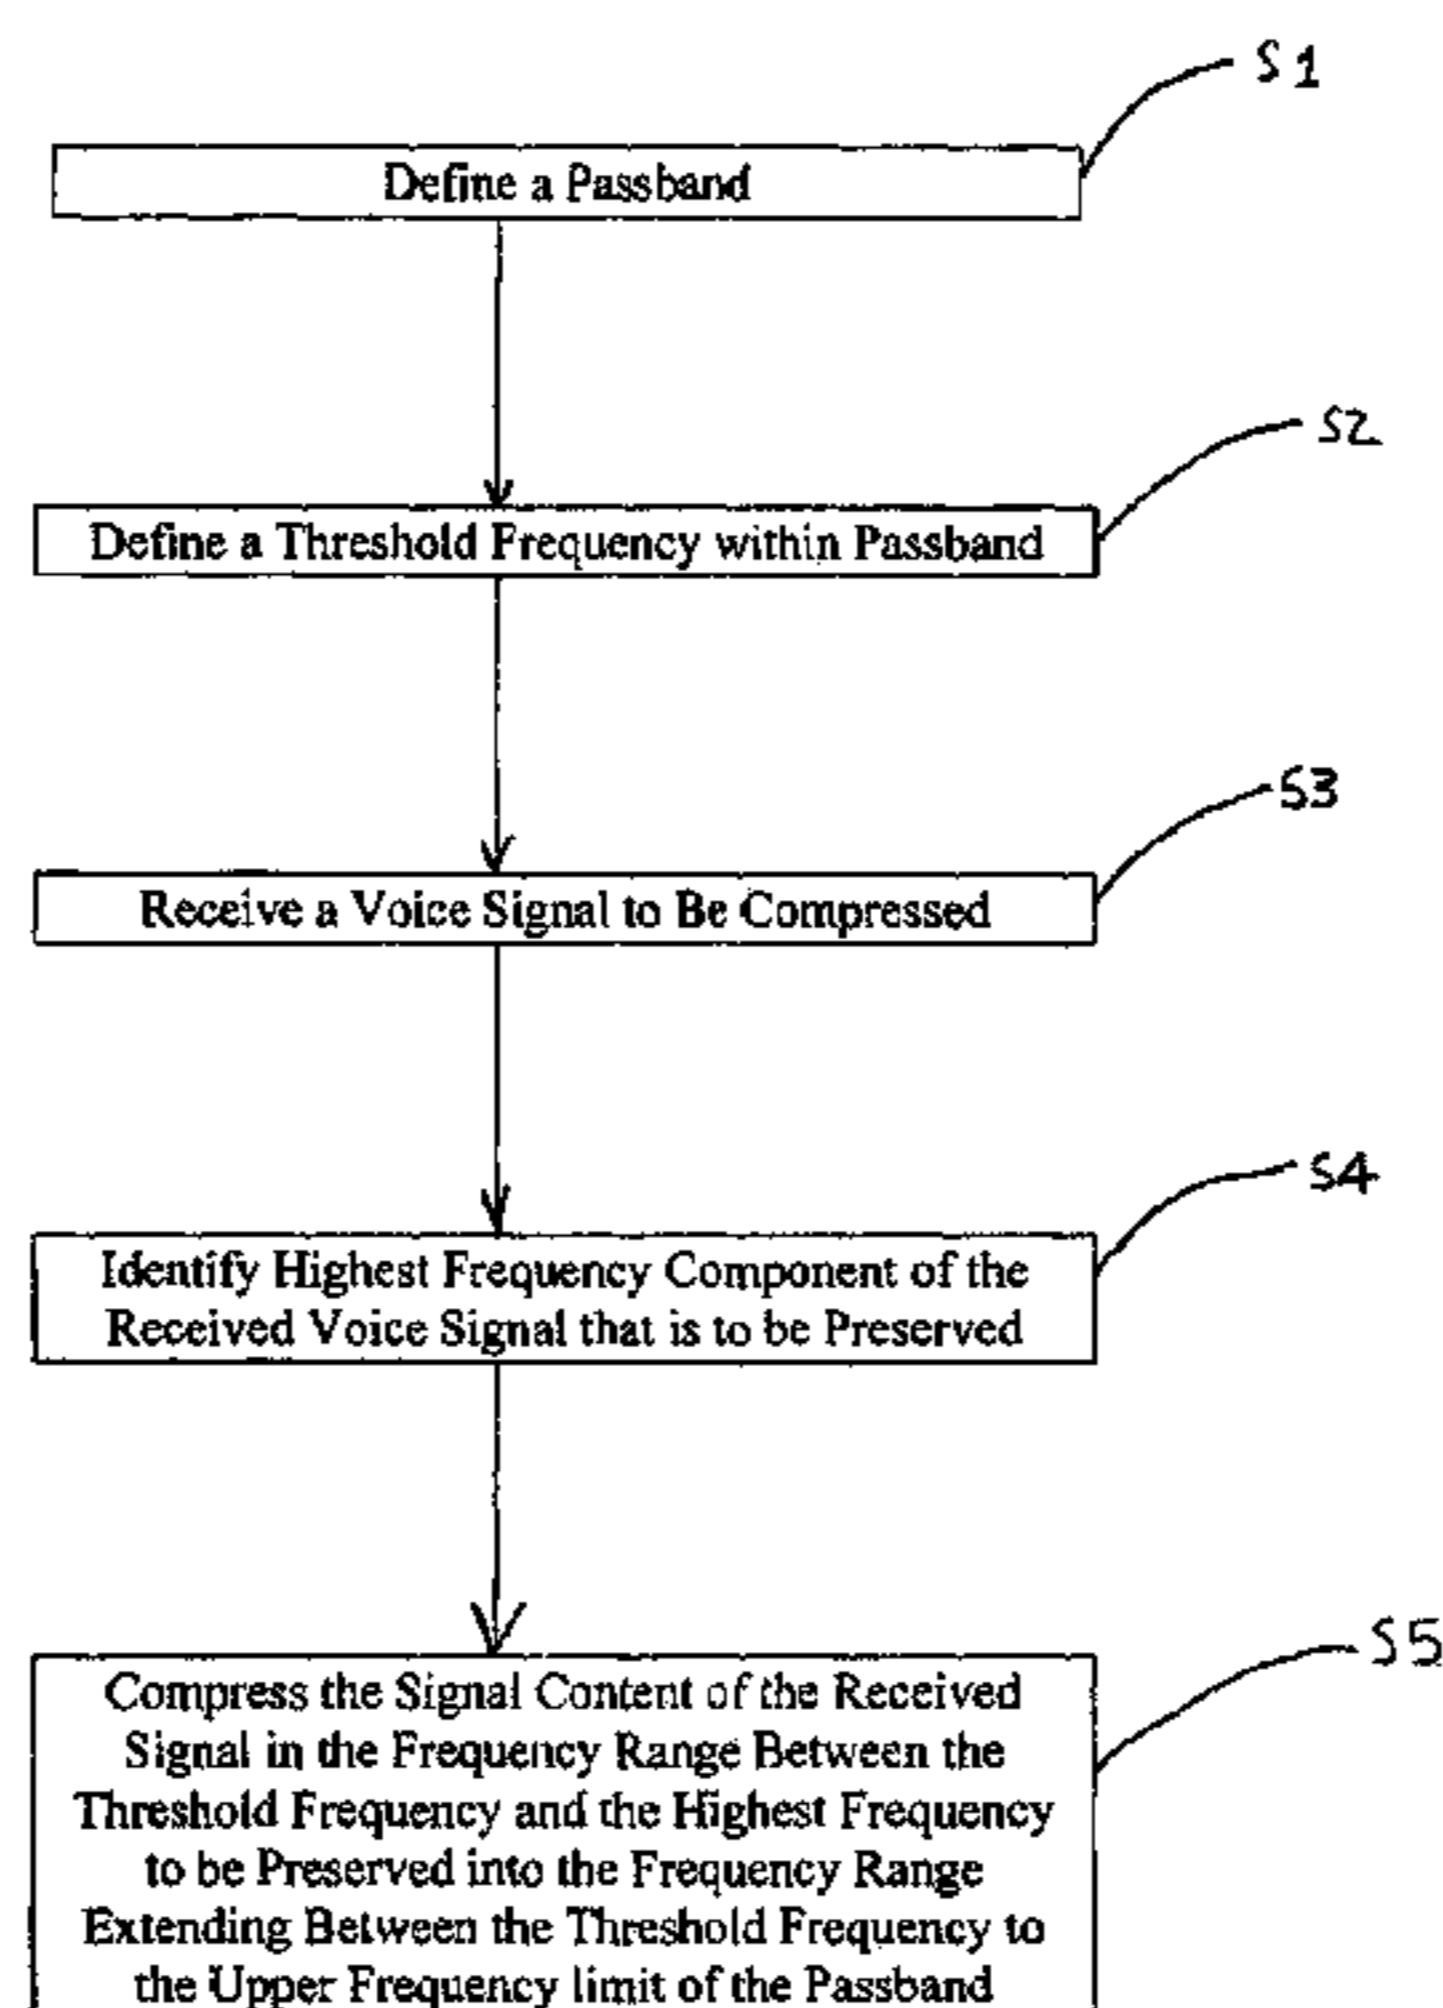 S1
Define a Passband
S2
Define a Threshold Frequency within Passband
S3
Receive a Voice Signal to Be Compressed
S4
Identify Highest Frequency Component of the
Received Voice Signal that is to be Preserved
S5
Compress the Signal Content of the Received
Signal in the Frequency Range Between the
Threshold Frequency and the Highest Frequency
to be Preserved into the Frequency Range
Extending Between the Threshold Frequency to
the Upper Frequency limit of the Passband